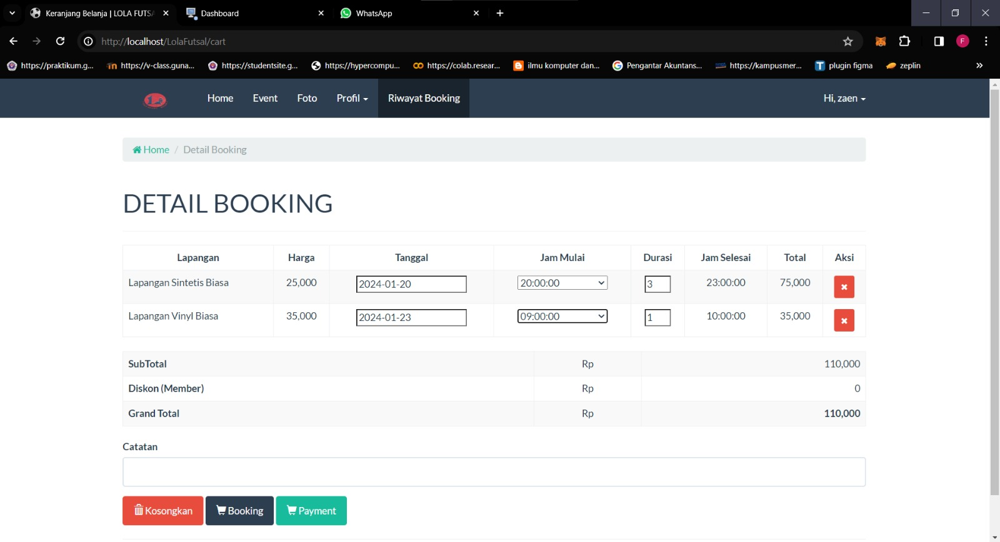 Keranjang Belanja | LOLA FUTSA
Dashboard
WhatsApp
http://localhost/LolaFutsal/cart
F
https://praktikum.g...
https://v-class.guna...
https://studentsite.g...
https://hypercompu...
https://colab.resear...
ilmu komputer dan...
Pengantar Akuntans...
https://kampusmer...
plugin figma
zeplin
Home
Event
Foto
Profil
Riwayat Booking
Hi, zaen
Home / Detail Booking
DETAIL BOOKING
Lapangan Harga Tanggal Jam Mulai Durasi Jam Selesai Total Aksi
Lapangan Sintetis Biasa 25,000 2024-01-20 20:00:00 3 23:00:00 75,000
Lapangan Vinyl Biasa 35,000 2024-01-23 09:00:00 1 10:00:00 35,000
SubTotal Rp 110,000
Diskon (Member) Rp 0
Grand Total Rp 110,000
Catatan
Kosongkan
Booking
Payment